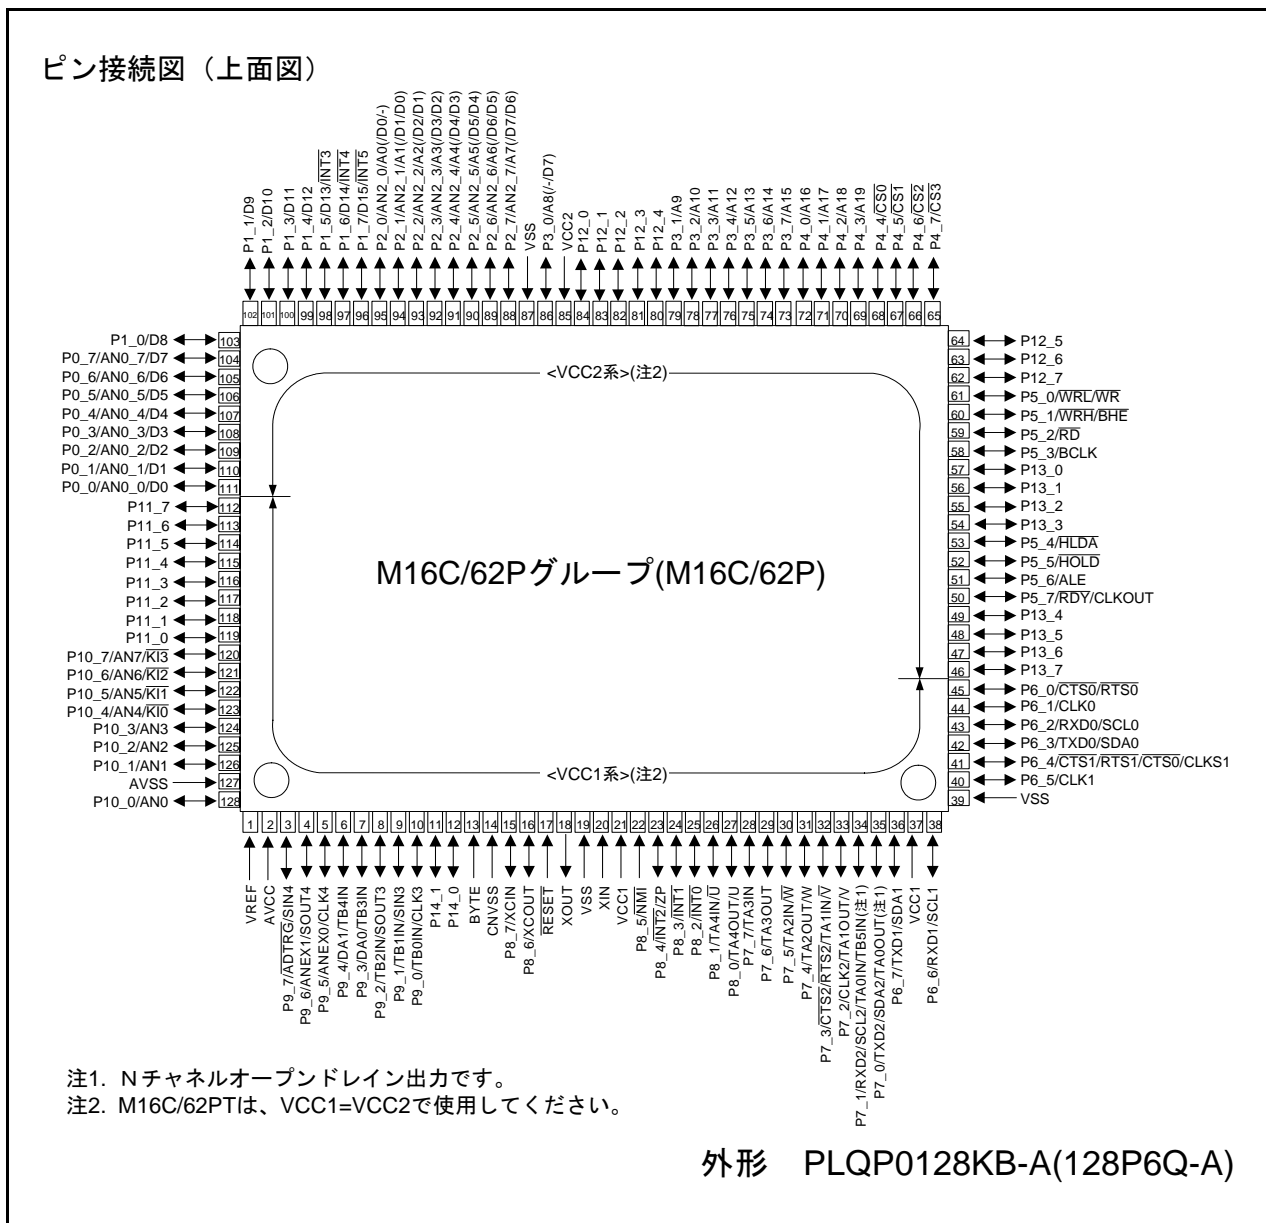 ピン接続図（上面図）
P1_1/D9
P1_2/D10
P1_3/D11
P1_4/D12
P1_5/D13/INT3
P1_6/D14/INT4
P1_7/D15/INT5
P2_0/AN2_0/A0(/D0/-)
P2_1/AN2_1/A1(/D1/D0)
P2_2/AN2_2/A2(/D2/D1)
P2_3/AN2_3/A3(/D3/D2)
P2_4/AN2_4/A4(/D4/D3)
P2_5/AN2_5/A5(/D5/D4)
P2_6/AN2_6/A6(/D6/D5)
P2_7/AN2_7/A7(/D7/D6)
VSS
P3_0/A8(/-/D7)
VCC2
P12_0
P12_1
P12_2
P12_3
P12_4
P3_1/A9
P3_2/A10
P3_3/A11
P3_4/A12
P3_5/A13
P3_6/A14
P3_7/A15
P4_0/A16
P4_1/A17
P4_2/A18
P4_3/A19
P4_4/CS0
P4_5/CS1
P4_6/CS2
P4_7/CS3
102 101 100 99 98 97 96 95 94 93 92 91 90 89 88 87 86 85 84 83 82 81 80 79 78 77 76 75 74 73 72 71 70 69 68 67 66 65
P1_0/D8 103
P0_7/AN0_7/D7 104
P0_6/AN0_6/D6 105
P0_5/AN0_5/D5 106
P0_4/AN0_4/D4 107
P0_3/AN0_3/D3 108
P0_2/AN0_2/D2 109
P0_1/AN0_1/D1 110
P0_0/AN0_0/D0 111
P11_7 112
P11_6 113
P11_5 114
P11_4 115
P11_3 116
P11_2 117
P11_1 118
P11_0 119
P10_7/AN7/KI3 120
P10_6/AN6/KI2 121
P10_5/AN5/KI1 122
P10_4/AN4/KI0 123
P10_3/AN3 124
P10_2/AN2 125
P10_1/AN1 126
AVSS 127
P10_0/AN0 128
<VCC2系>(注2)
M16C/62Pグループ(M16C/62P)
<VCC1系>(注2)
64 P12_5
63 P12_6
62 P12_7
61 P5_0/WRL/WR
60 P5_1/WRH/BHE
59 P5_2/RD
58 P5_3/BCLK
57 P13_0
56 P13_1
55 P13_2
54 P13_3
53 P5_4/HLDA
52 P5_5/HOLD
51 P5_6/ALE
50 P5_7/RDY/CLKOUT
49 P13_4
48 P13_5
47 P13_6
46 P13_7
45 P6_0/CTS0/RTS0
44 P6_1/CLK0
43 P6_2/RXD0/SCL0
42 P6_3/TXD0/SDA0
41 P6_4/CTS1/RTS1/CTS0/CLKS1
40 P6_5/CLK1
39 VSS
1 2 3 4 5 6 7 8 9 10 11 12 13 14 15 16 17 18 19 20 21 22 23 24 25 26 27 28 29 30 31 32 33 34 35 36 37 38
VREF
AVCC
P9_7/ADTRG/SIN4
P9_6/ANEX1/SOUT4
P9_5/ANEX0/CLK4
P9_4/DA1/TB4IN
P9_3/DA0/TB3IN
P9_2/TB2IN/SOUT3
P9_1/TB1IN/SIN3
P9_0/TB0IN/CLK3
P14_1
P14_0
BYTE
CNVSS
P8_7/XCIN
P8_6/XCOUT
RESET
XOUT
VSS
XIN
VCC1
P8_5/NMI
P8_4/INT2/ZP
P8_3/INT1
P8_2/INT0
P8_1/TA4IN/U
P8_0/TA4OUT/U
P7_7/TA3IN
P7_6/TA3OUT
P7_5/TA2IN/W
P7_4/TA2OUT/W
P7_3/CTS2/RTS2/TA1IN/V
P7_2/CLK2/TA1OUT/V
P7_1/RXD2/SCL2/TA0IN/TB5IN(注1)
P7_0/TXD2/SDA2/TA0OUT(注1)
P6_7/TXD1/SDA1
VCC1
P6_6/RXD1/SCL1
注1. Nチャネルオープンドレイン出力です。
注2. M16C/62PTは、VCC1=VCC2で使用してください。
外形　PLQP0128KB-A(128P6Q-A)